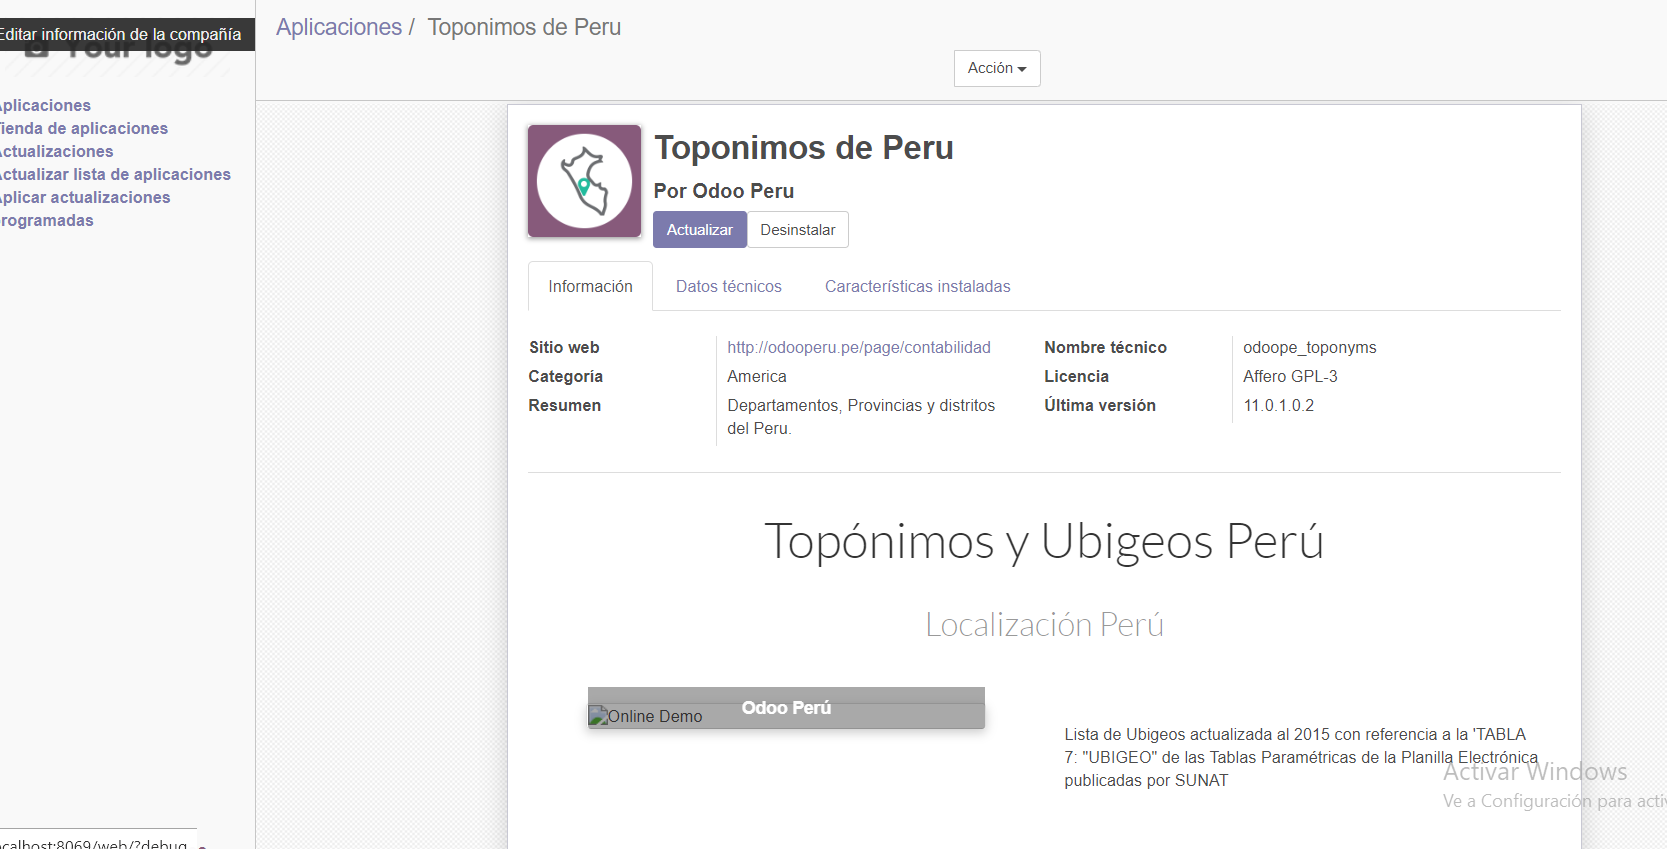 Editar información de la compañía
Your logo
Aplicaciones / Toponimos de Peru
Acción
plicaciones
ienda de aplicaciones
ctualizaciones
ctualizar lista de aplicaciones
plicar actualizaciones
rogramadas
Toponimos de Peru
Por Odoo Peru
Actualizar Desinstalar
Información Datos técnicos Características instaladas
Sitio web http://odooperu.pe/page/contabilidad Nombre técnico odoope_toponyms
Categoría America Licencia Affero GPL-3
Resumen Departamentos, Provincias y distritos Última versión 11.0.1.0.2
del Peru.
Topónimos y Ubigeos Perú
Localización Perú
Odoo Perú
Online Demo
Lista de Ubigeos actualizada al 2015 con referencia a la 'TABLA
7: "UBIGEO" de las Tablas Paramétricas de la Planilla Electrónica
publicadas por SUNAT
Activar Windows
Ve a Configuración para activ
ocalhost:8069/web/?debug